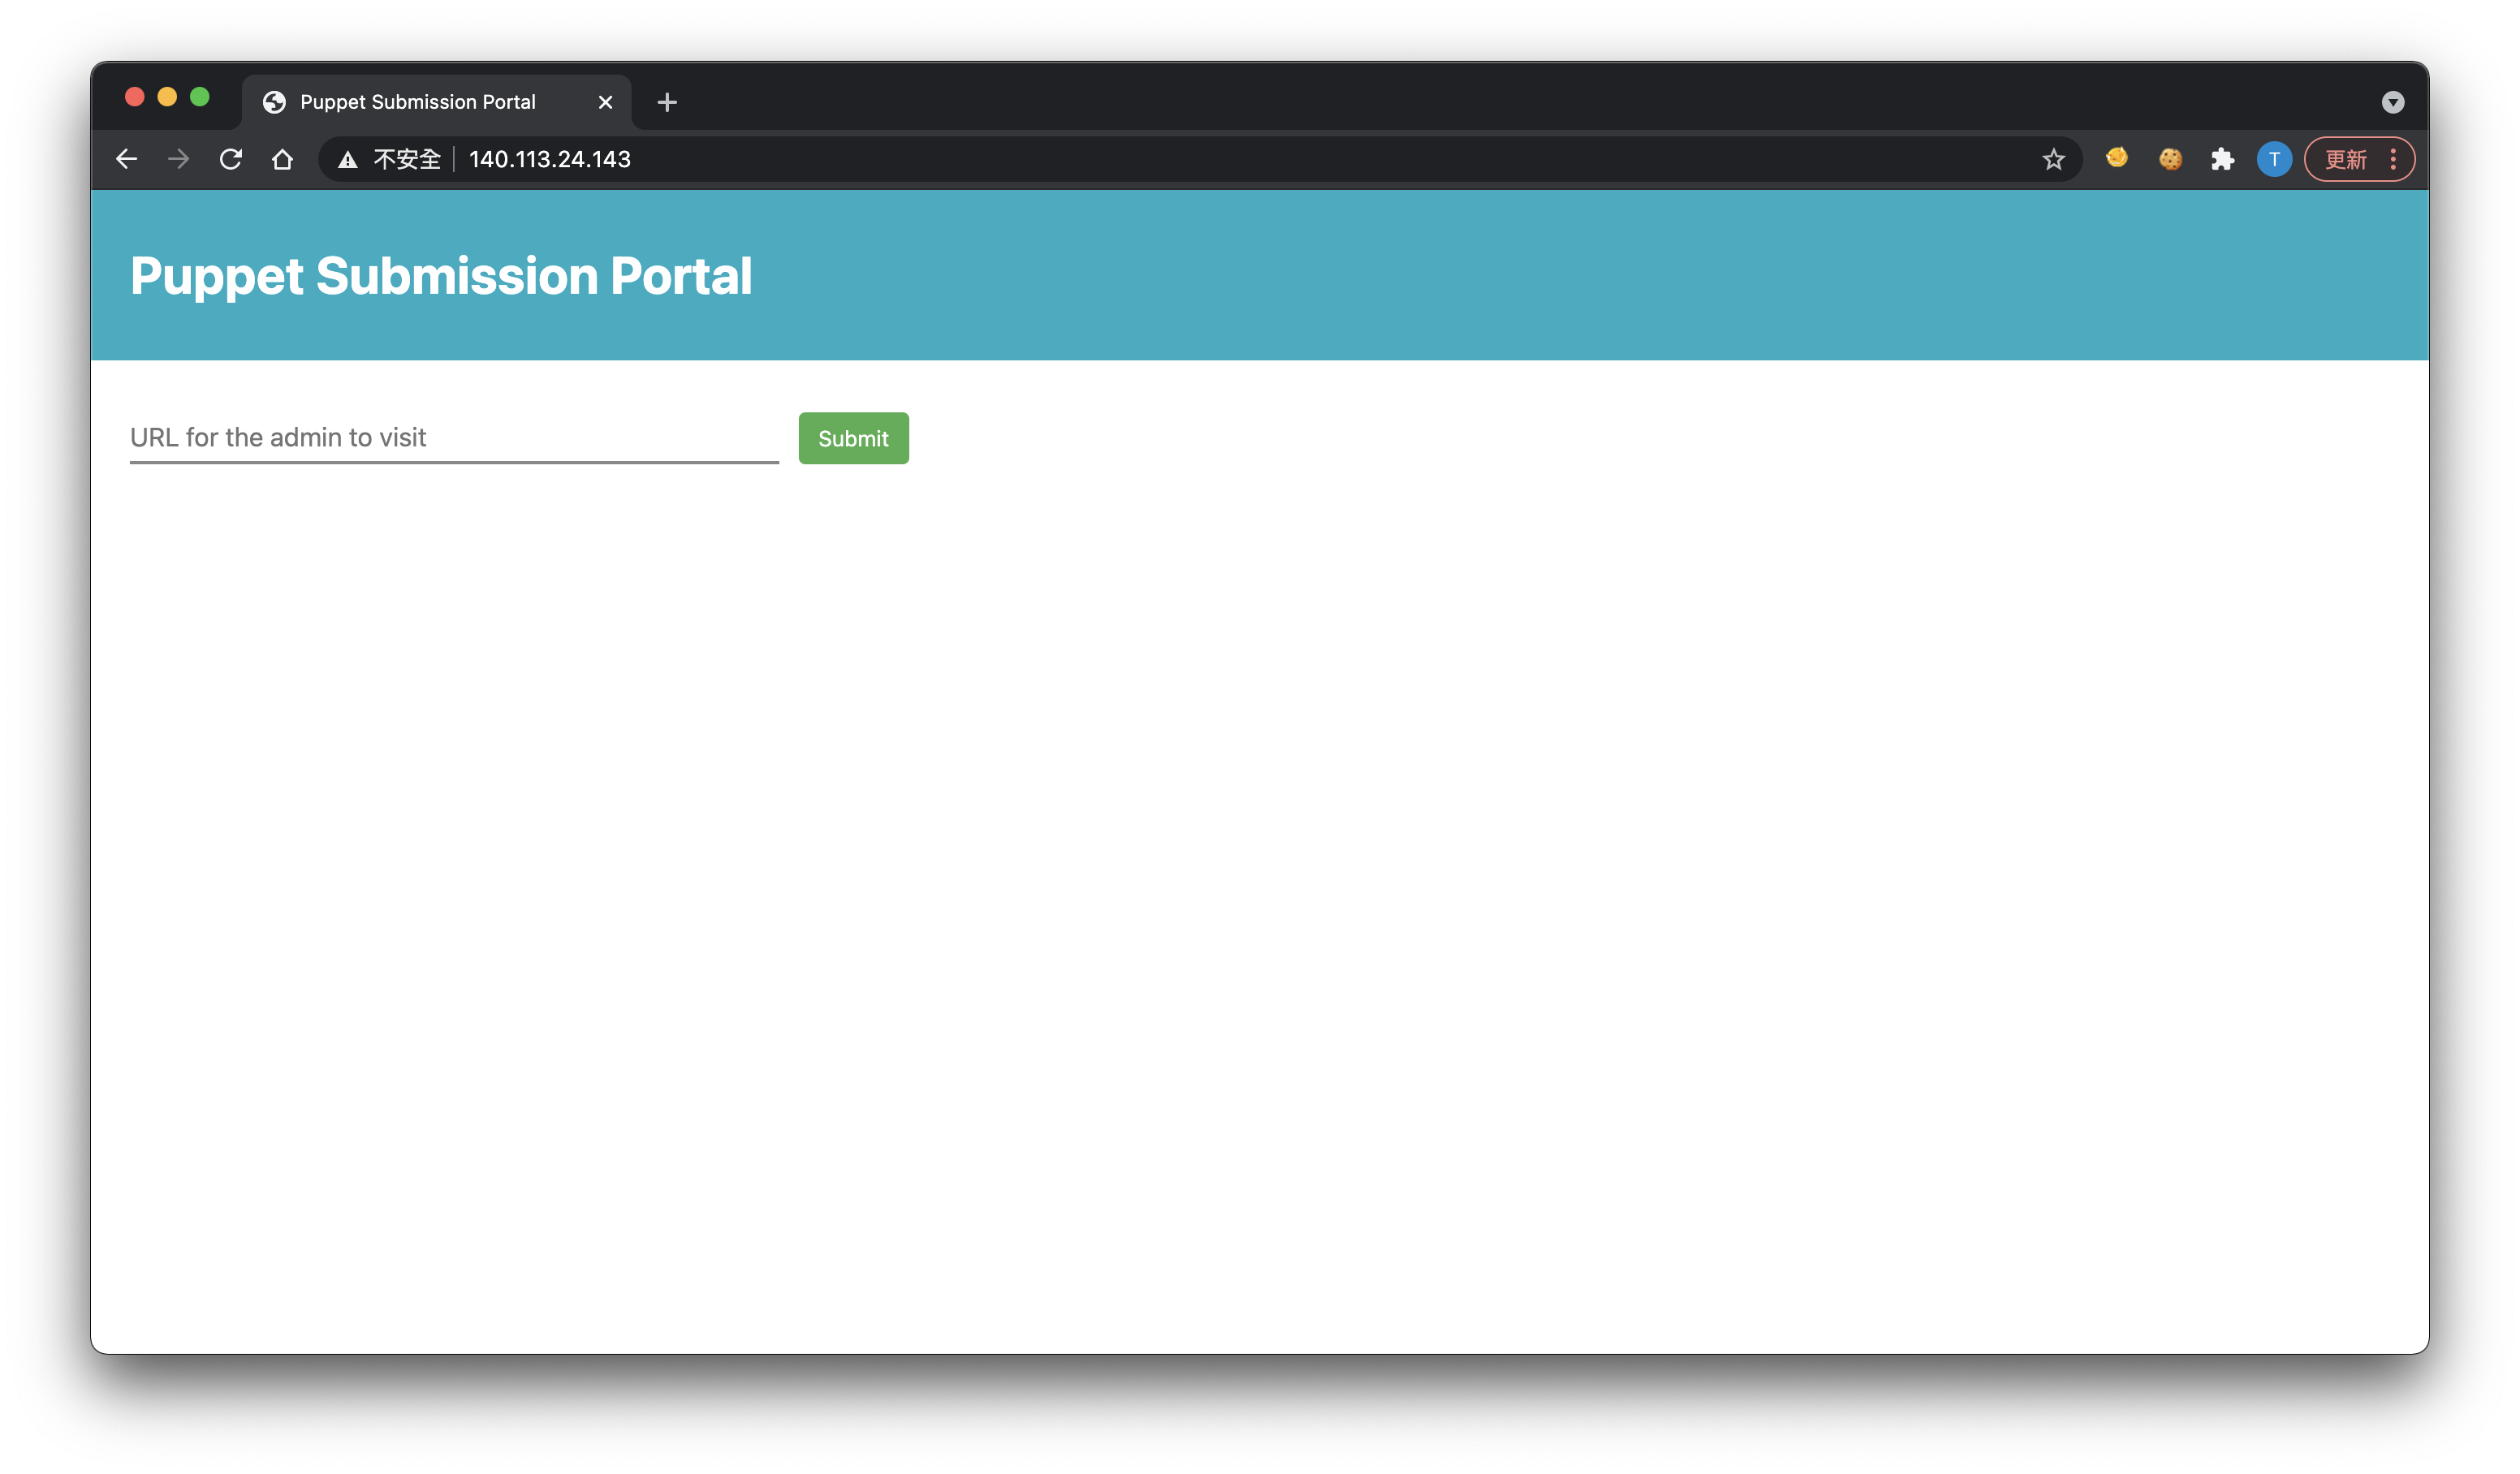 Puppet Submission Portal
不安全 140.113.24.143
T
更新
Puppet Submission Portal
URL for the admin to visit
Submit